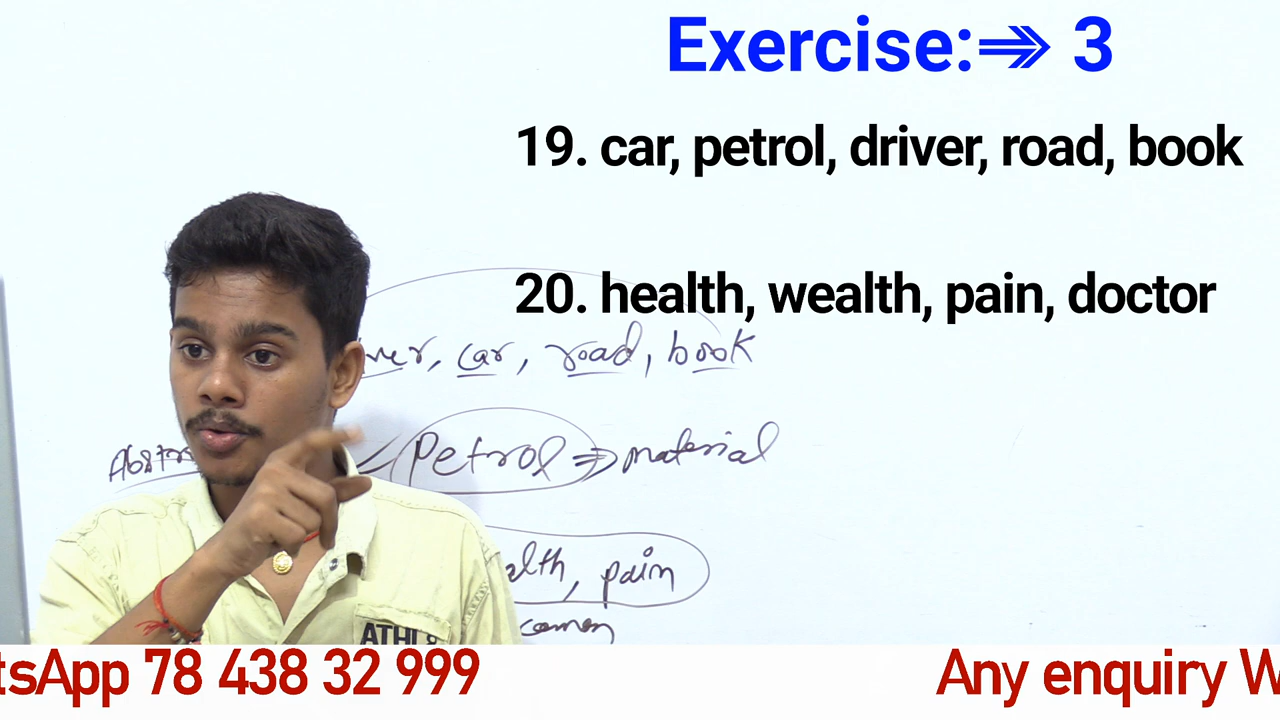 Exercise:⇛ 3
19. car, petrol, driver, road, book
20. health, wealth, pain, doctor
car, road, book
Petrol ⇒ material
pain
ATHL
tsApp 78 438 32 999
Any enquiry W